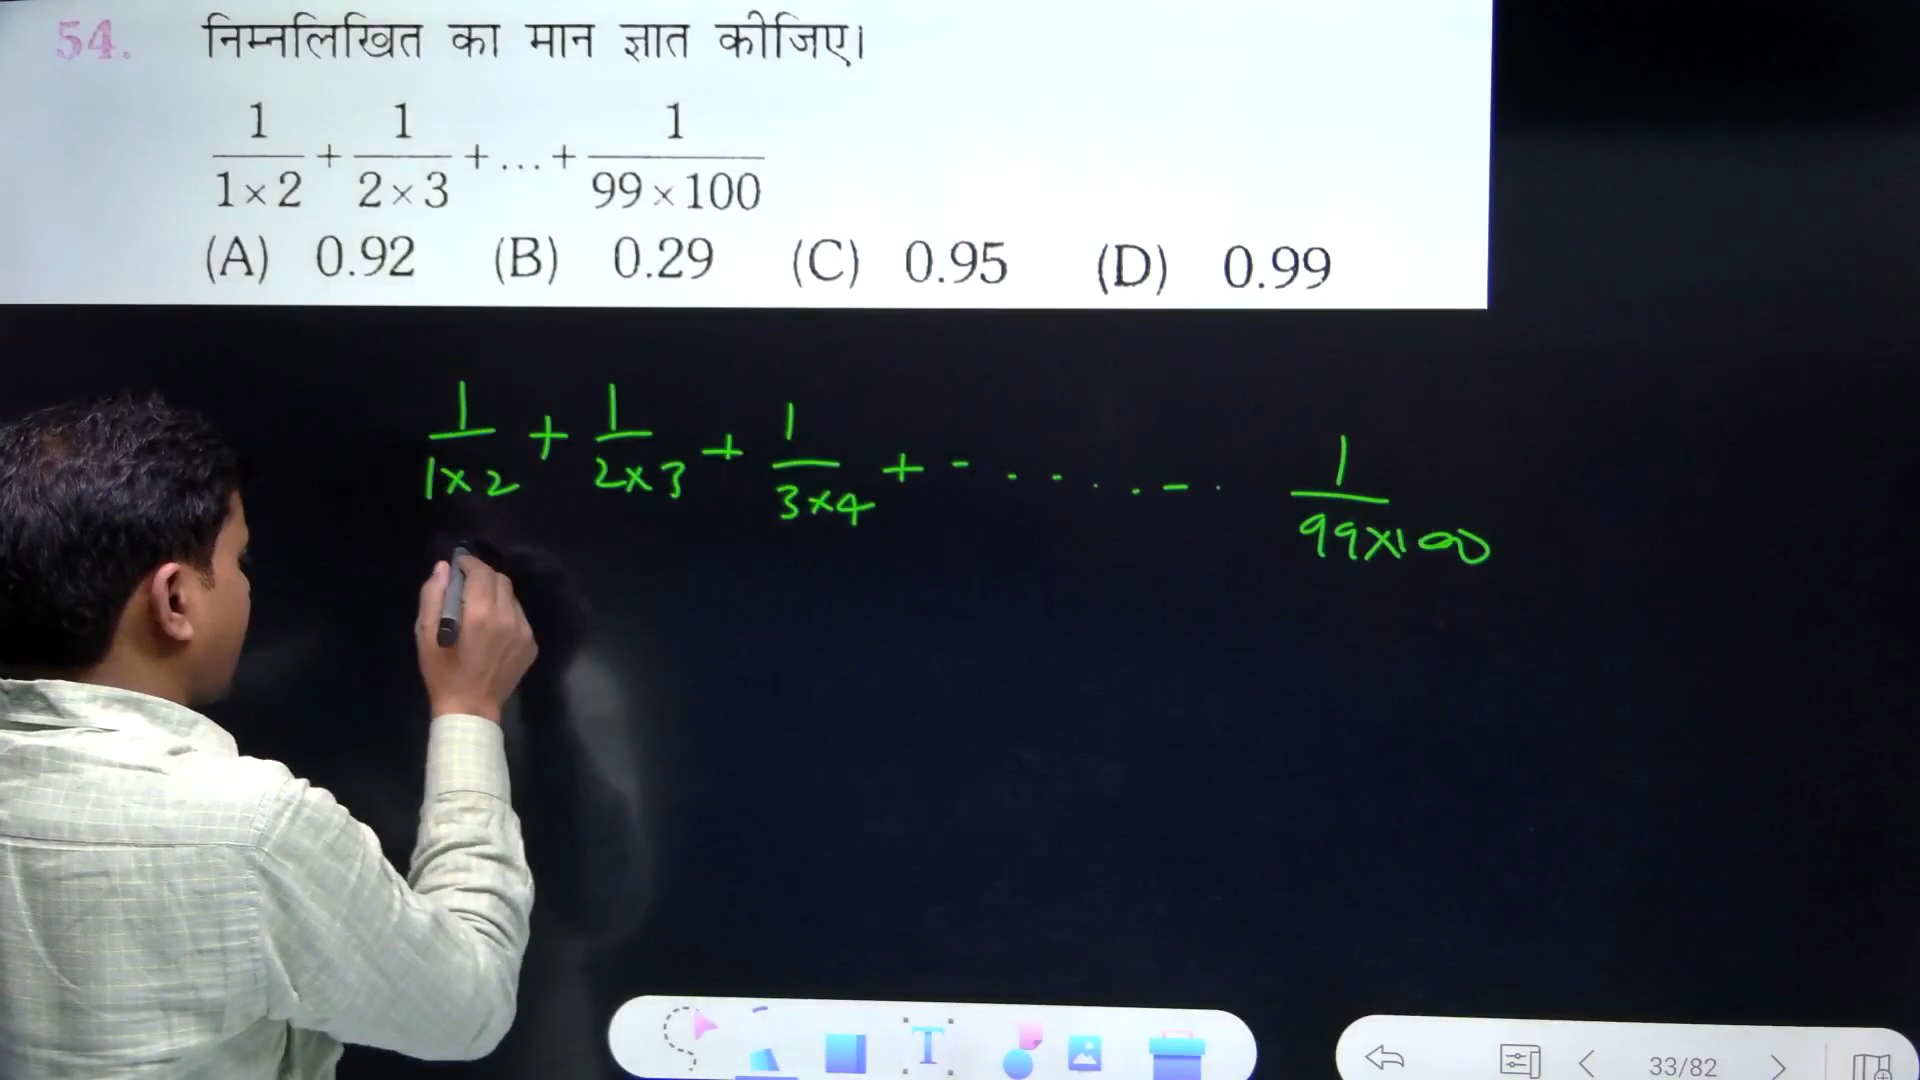 54. निम्नलिखित का मान ज्ञात कीजिए।
1/1×2 + 1/2×3 +...+ 1/99×100
(A) 0.92 (B) 0.29 (C) 0.95 (D) 0.99
1/1×2 + 1/2×3 + 1/3×4 + - . . . . - . 1/99×100
T
33/82